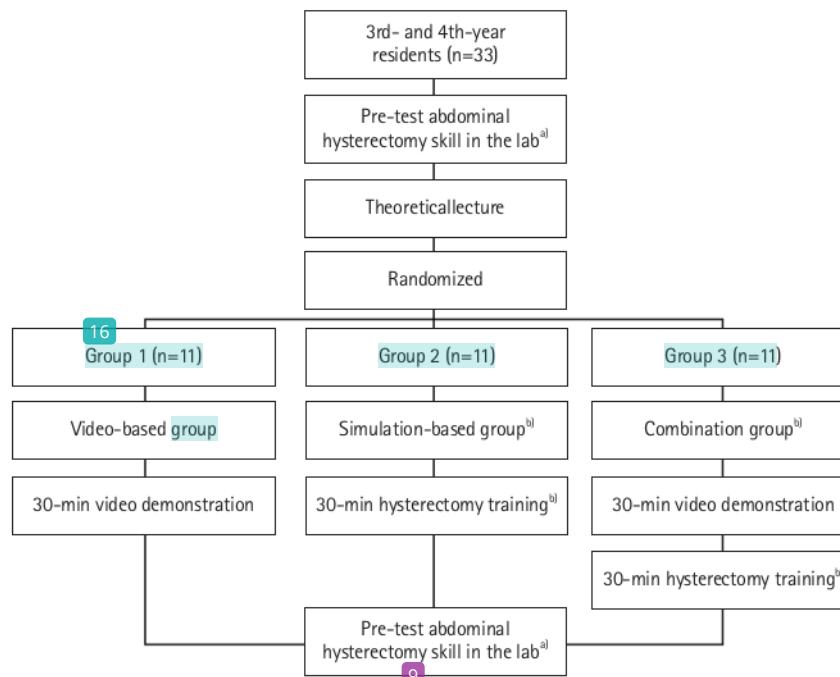 3rd- and 4th-year
residents (n=33)
Pre-test abdominal
hysterectomy skill in the lab a)
Theoreticallecture
Randomized
16
Group 1 (n=11)
Group 2 (n=11)
Group 3 (n=11)
Video-based group
Simulation-based group b)
Combination group b)
30-min video demonstration
30-min hysterectomy training b)
30-min video demonstration
30-min hysterectomy training b
Pre-test abdominal
hysterectomy skill in the lab a)
9